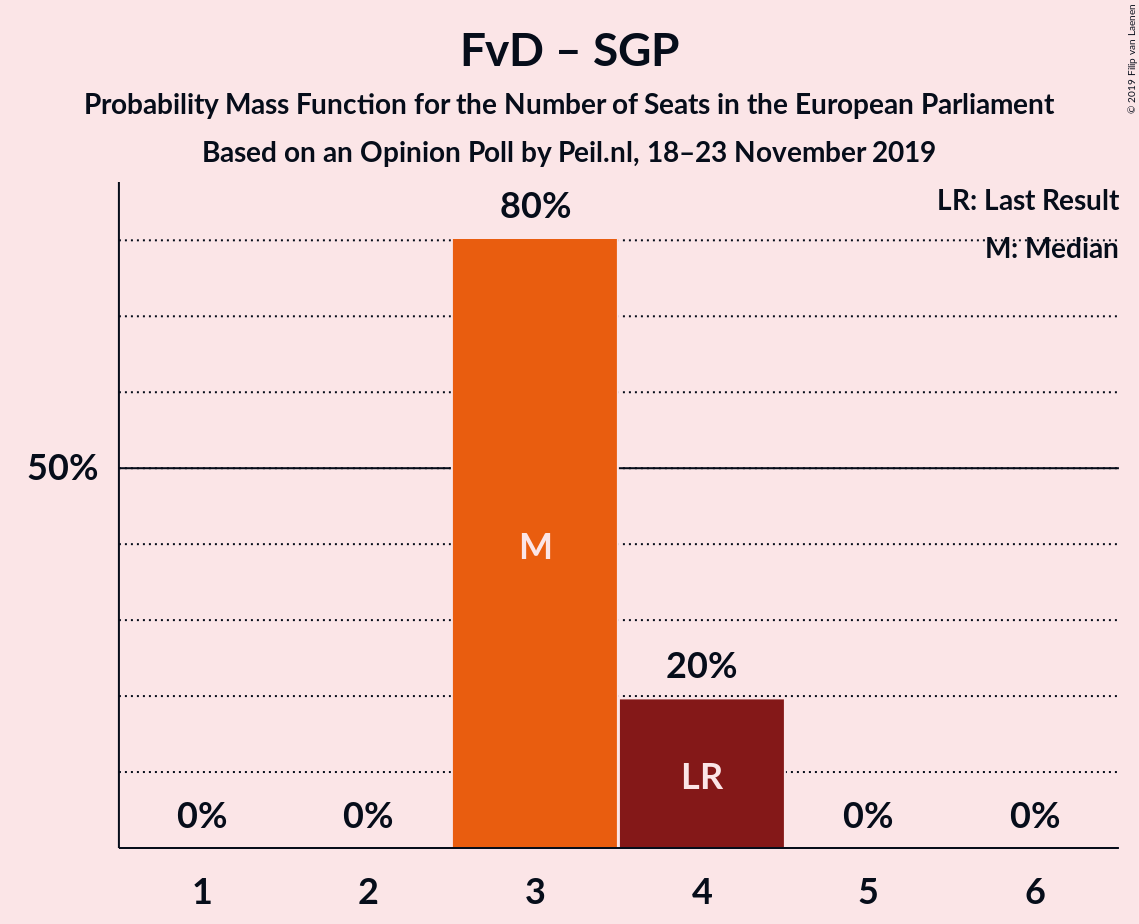 FvD – SGP
Probability Mass Function for the Number of Seats in the European Parliament
Based on an Opinion Poll by Peil.nl, 18–23 November 2019
© 2019 Filip van Laenen
LR: Last Result
M: Median
80%
50%
M
20%
LR
0%
0%
0%
0%
1
2
3
4
5
6